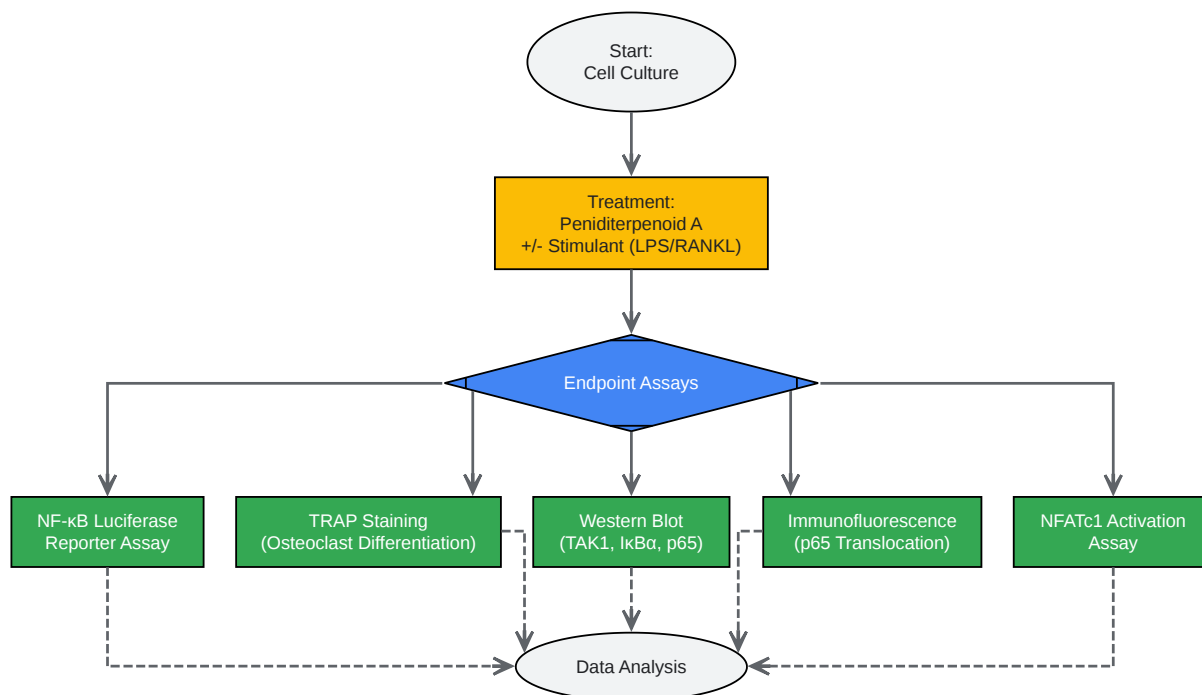 Start:
Cell Culture
Treatment:
Peniditerpenoid A
+/- Stimulant (LPS/RANKL)
Endpoint Assays
NF-κB Luciferase
Reporter Assay
TRAP Staining
(Osteoclast Differentiation)
Western Blot
(TAK1, IκBα, p65)
Immunofluorescence
(p65 Translocation)
NFATc1 Activation
Assay
Data Analysis